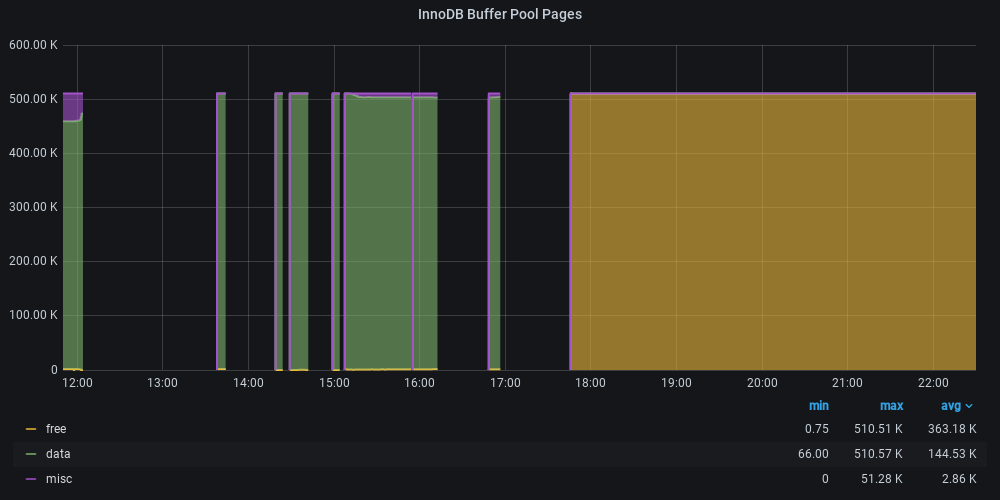 InnoDB Buffer Pool Pages
600.00 K
500.00 K
400.00 K
300.00 K
200.00 K
100.00 K
0
12:00 13:00 14:00 15:00 16:00 17:00 18:00 19:00 20:00 21:00 22:00
min max avg
free 0.75 510.51 K 363.18 K
data 66.00 510.57 K 144.53 K
misc 0 51.28 K 2.86 K